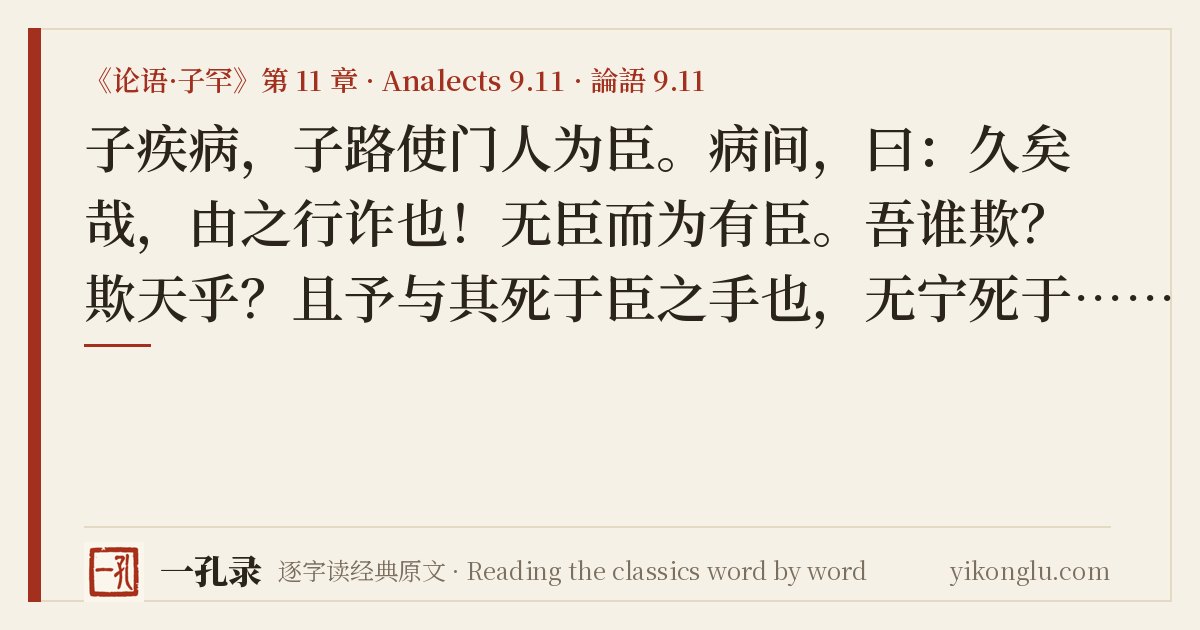 《论语·子罕》第 11 章 · Analects 9.11 · 論語 9.11
子疾病，子路使门人为臣。病间，曰：久矣
哉，由之行诈也！无臣而为有臣。吾谁欺？
欺天乎？且予与其死于臣之手也，无宁死于……
一孔
一孔录 逐字读经典原文 · Reading the classics word by word yikonglu.com